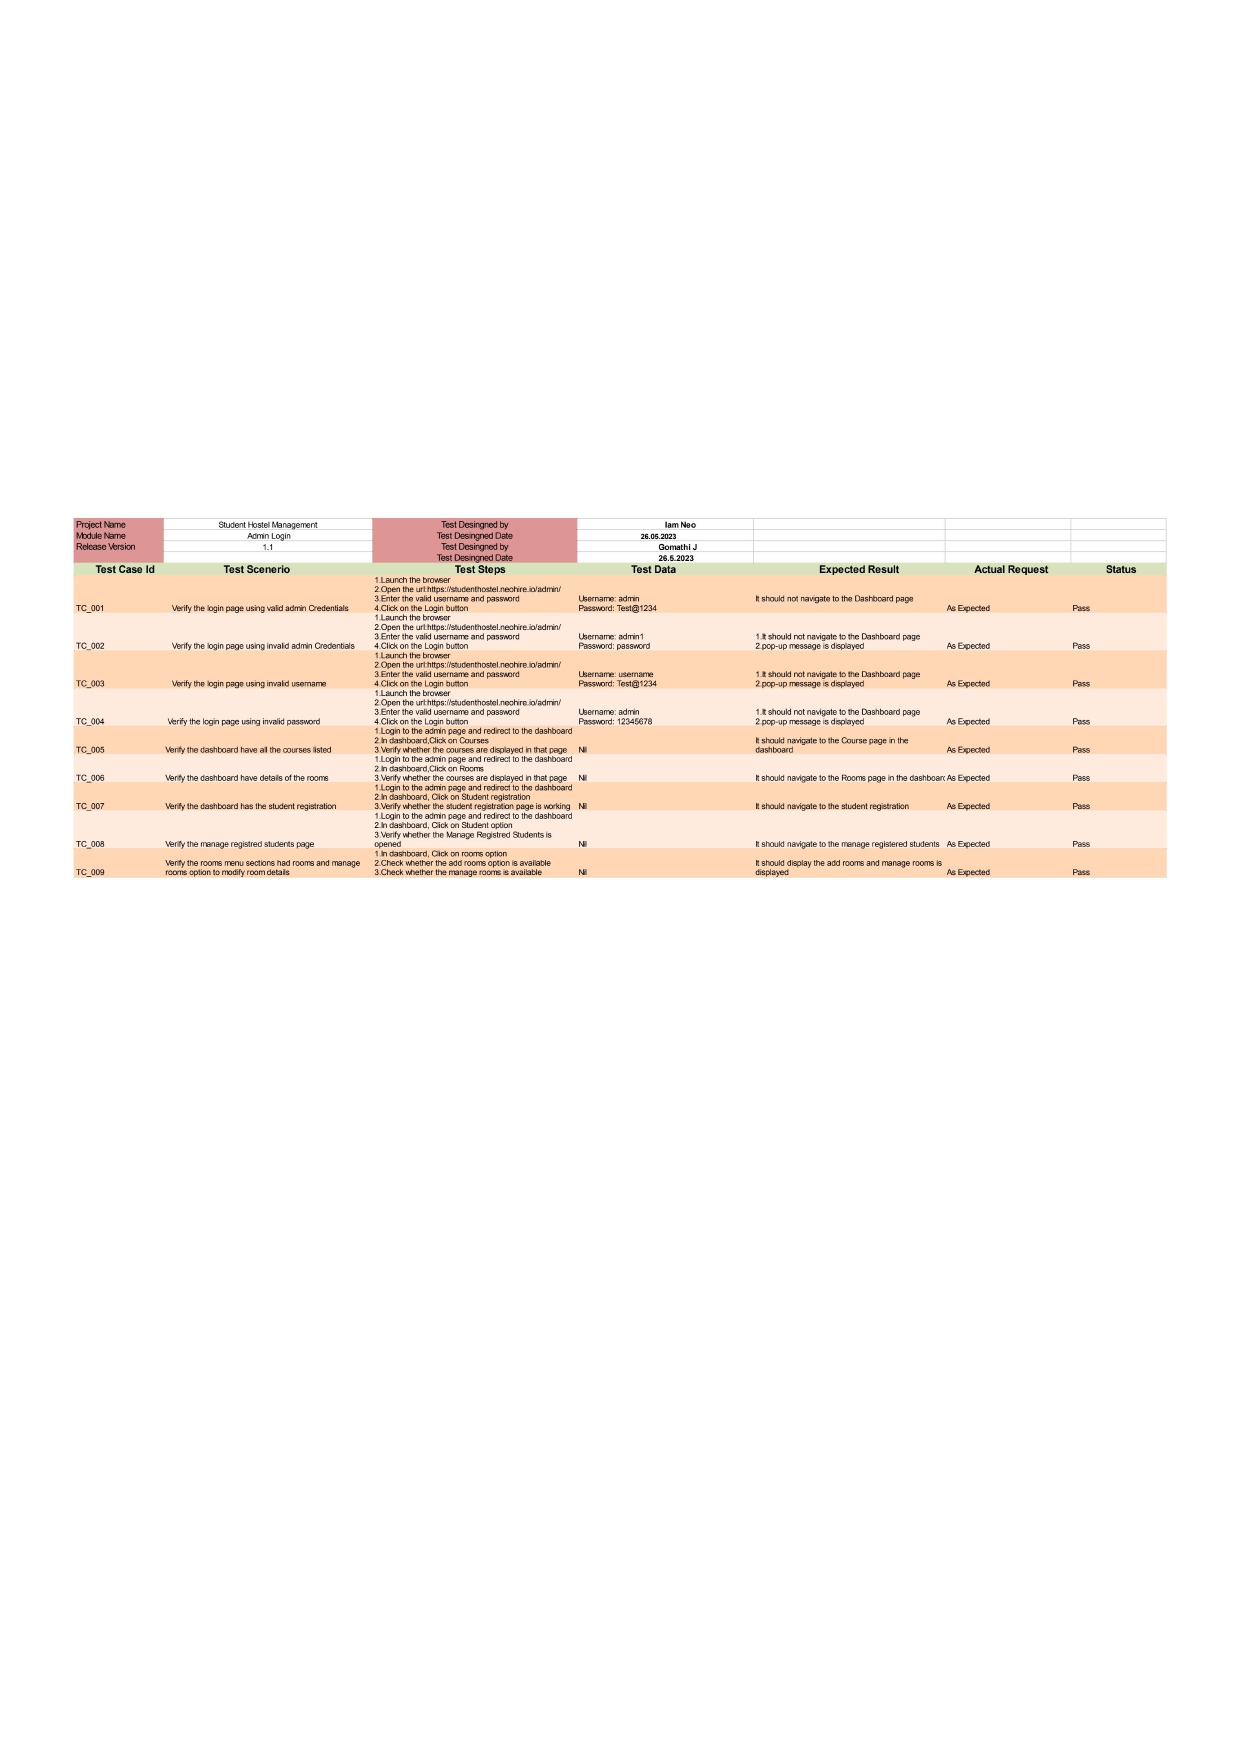 Project Name Student Hostel Management Test Desingned by Iam Neo
Module Name Admin Login Test Desingned Date 26.05.2023
Release Version 1.1 Test Desingned by Gomathi J
Test Desingned Date 26.5.2023
Test Case Id Test Scenerio Test Steps Test Data Expected Result Actual Request Status
1.Launch the browser
2.Open the url:https://studenthostel.neohire.io/admin/
3.Enter the valid username and password Username: admin It should not navigate to the Dashboard page
TC_001 Verify the login page using valid admin Credentials 4.Click on the Login button Password: Test@1234 As Expected Pass
1.Launch the browser
2.Open the url:https://studenthostel.neohire.io/admin/
3.Enter the valid username and password Username: admin1 1.It should not navigate to the Dashboard page
TC_002 Verify the login page using invalid admin Credentials 4.Click on the Login button Password: password 2.pop-up message is displayed As Expected Pass
1.Launch the browser
2.Open the url:https://studenthostel.neohire.io/admin/
3.Enter the valid username and password Username: username 1.It should not navigate to the Dashboard page
TC_003 Verify the login page using invalid username 4.Click on the Login button Password: Test@1234 2.pop-up message is displayed As Expected Pass
1.Launch the browser
2.Open the url:https://studenthostel.neohire.io/admin/
3.Enter the valid username and password Username: admin 1.It should not navigate to the Dashboard page
TC_004 Verify the login page using invalid password 4.Click on the Login button Password: 12345678 2.pop-up message is displayed As Expected Pass
1.Login to the admin page and redirect to the dashboard
2.In dashboard,Click on Courses It should navigate to the Course page in the
TC_005 Verify the dashboard have all the courses listed 3.Verify whether the courses are displayed in that page Nil dashboard As Expected Pass
1.Login to the admin page and redirect to the dashboard
2.In dashboard,Click on Rooms
TC_006 Verify the dashboard have details of the rooms 3.Verify whether the courses are displayed in that page Nil It should navigate to the Rooms page in the dashboar As Expected Pass
1.Login to the admin page and redirect to the dashboard
2.In dashboard, Click on Student registration
TC_007 Verify the dashboard has the student registration 3.Verify whether the student registration page is working Nil It should navigate to the student registration As Expected Pass
1.Login to the admin page and redirect to the dashboard
2.In dashboard, Click on Student option
3.Verify whether the Manage Registred Students is
TC_008 Verify the manage registred students page opened Nil It should navigate to the manage registered students As Expected Pass
1.In dashboard, Click on rooms option
Verify the rooms menu sections had rooms and manage 2.Check whether the add rooms option is available It should display the add rooms and manage rooms is
TC_009 rooms option to modify room details 3.Check whether the manage rooms is available Nil displayed As Expected Pass